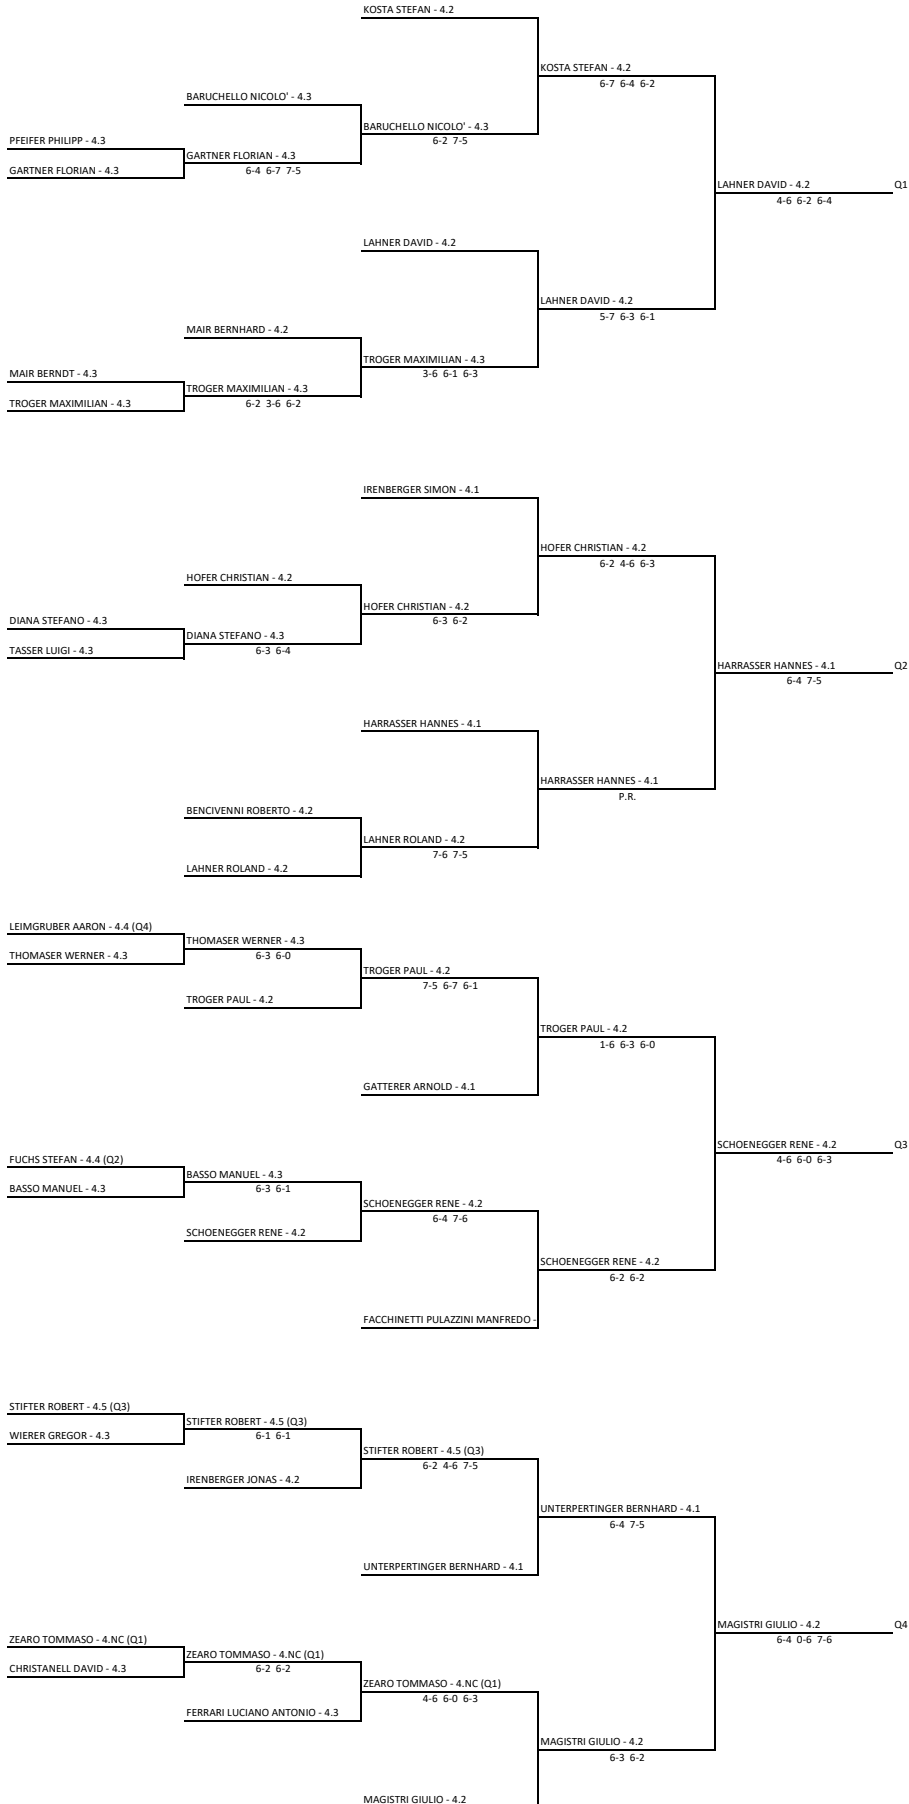 KOSTA STEFAN - 4.2
KOSTA STEFAN - 4.2
6-7 6-4 6-2
BARUCHELLO NICOLO' - 4.3
BARUCHELLO NICOLO' - 4.3
6-2 7-5
PFEIFER PHILIPP - 4.3
GARTNER FLORIAN - 4.3
6-4 6-7 7-5
GARTNER FLORIAN - 4.3
LAHNER DAVID - 4.2 Q1
4-6 6-2 6-4
LAHNER DAVID - 4.2
LAHNER DAVID - 4.2
5-7 6-3 6-1
MAIR BERNHARD - 4.2
TROGER MAXIMILIAN - 4.3
3-6 6-1 6-3
MAIR BERNDT - 4.3
TROGER MAXIMILIAN - 4.3
6-2 3-6 6-2
TROGER MAXIMILIAN - 4.3
IRENBERGER SIMON - 4.1
HOFER CHRISTIAN - 4.2
6-2 4-6 6-3
HOFER CHRISTIAN - 4.2
HOFER CHRISTIAN - 4.2
6-3 6-2
DIANA STEFANO - 4.3
DIANA STEFANO - 4.3
6-3 6-4
TASSER LUIGI - 4.3
HARRASSER HANNES - 4.1 Q2
6-4 7-5
HARRASSER HANNES - 4.1
HARRASSER HANNES - 4.1
P.R.
BENCIVENNI ROBERTO - 4.2
LAHNER ROLAND - 4.2
7-6 7-5
LAHNER ROLAND - 4.2
LEIMGRUBER AARON - 4.4 (Q4)
THOMASER WERNER - 4.3
6-3 6-0
THOMASER WERNER - 4.3
TROGER PAUL - 4.2
7-5 6-7 6-1
TROGER PAUL - 4.2
TROGER PAUL - 4.2
1-6 6-3 6-0
GATTERER ARNOLD - 4.1
SCHOENEGGER RENE - 4.2 Q3
4-6 6-0 6-3
FUCHS STEFAN - 4.4 (Q2)
BASSO MANUEL - 4.3
6-3 6-1
BASSO MANUEL - 4.3
SCHOENEGGER RENE - 4.2
6-4 7-6
SCHOENEGGER RENE - 4.2
SCHOENEGGER RENE - 4.2
6-2 6-2
FACCHINETTI PULAZZINI MANFREDO -
STIFTER ROBERT - 4.5 (Q3)
STIFTER ROBERT - 4.5 (Q3)
6-1 6-1
WIERER GREGOR - 4.3
STIFTER ROBERT - 4.5 (Q3)
6-2 4-6 7-5
IRENBERGER JONAS - 4.2
UNTERPERTINGER BERNHARD - 4.1
6-4 7-5
UNTERPERTINGER BERNHARD - 4.1
MAGISTRI GIULIO - 4.2 Q4
6-4 0-6 7-6
ZEARO TOMMASO - 4.NC (Q1)
ZEARO TOMMASO - 4.NC (Q1)
6-2 6-2
CHRISTANELL DAVID - 4.3
ZEARO TOMMASO - 4.NC (Q1)
4-6 6-0 6-3
FERRARI LUCIANO ANTONIO - 4.3
MAGISTRI GIULIO - 4.2
6-3 6-2
MAGISTRI GIULIO - 4.2